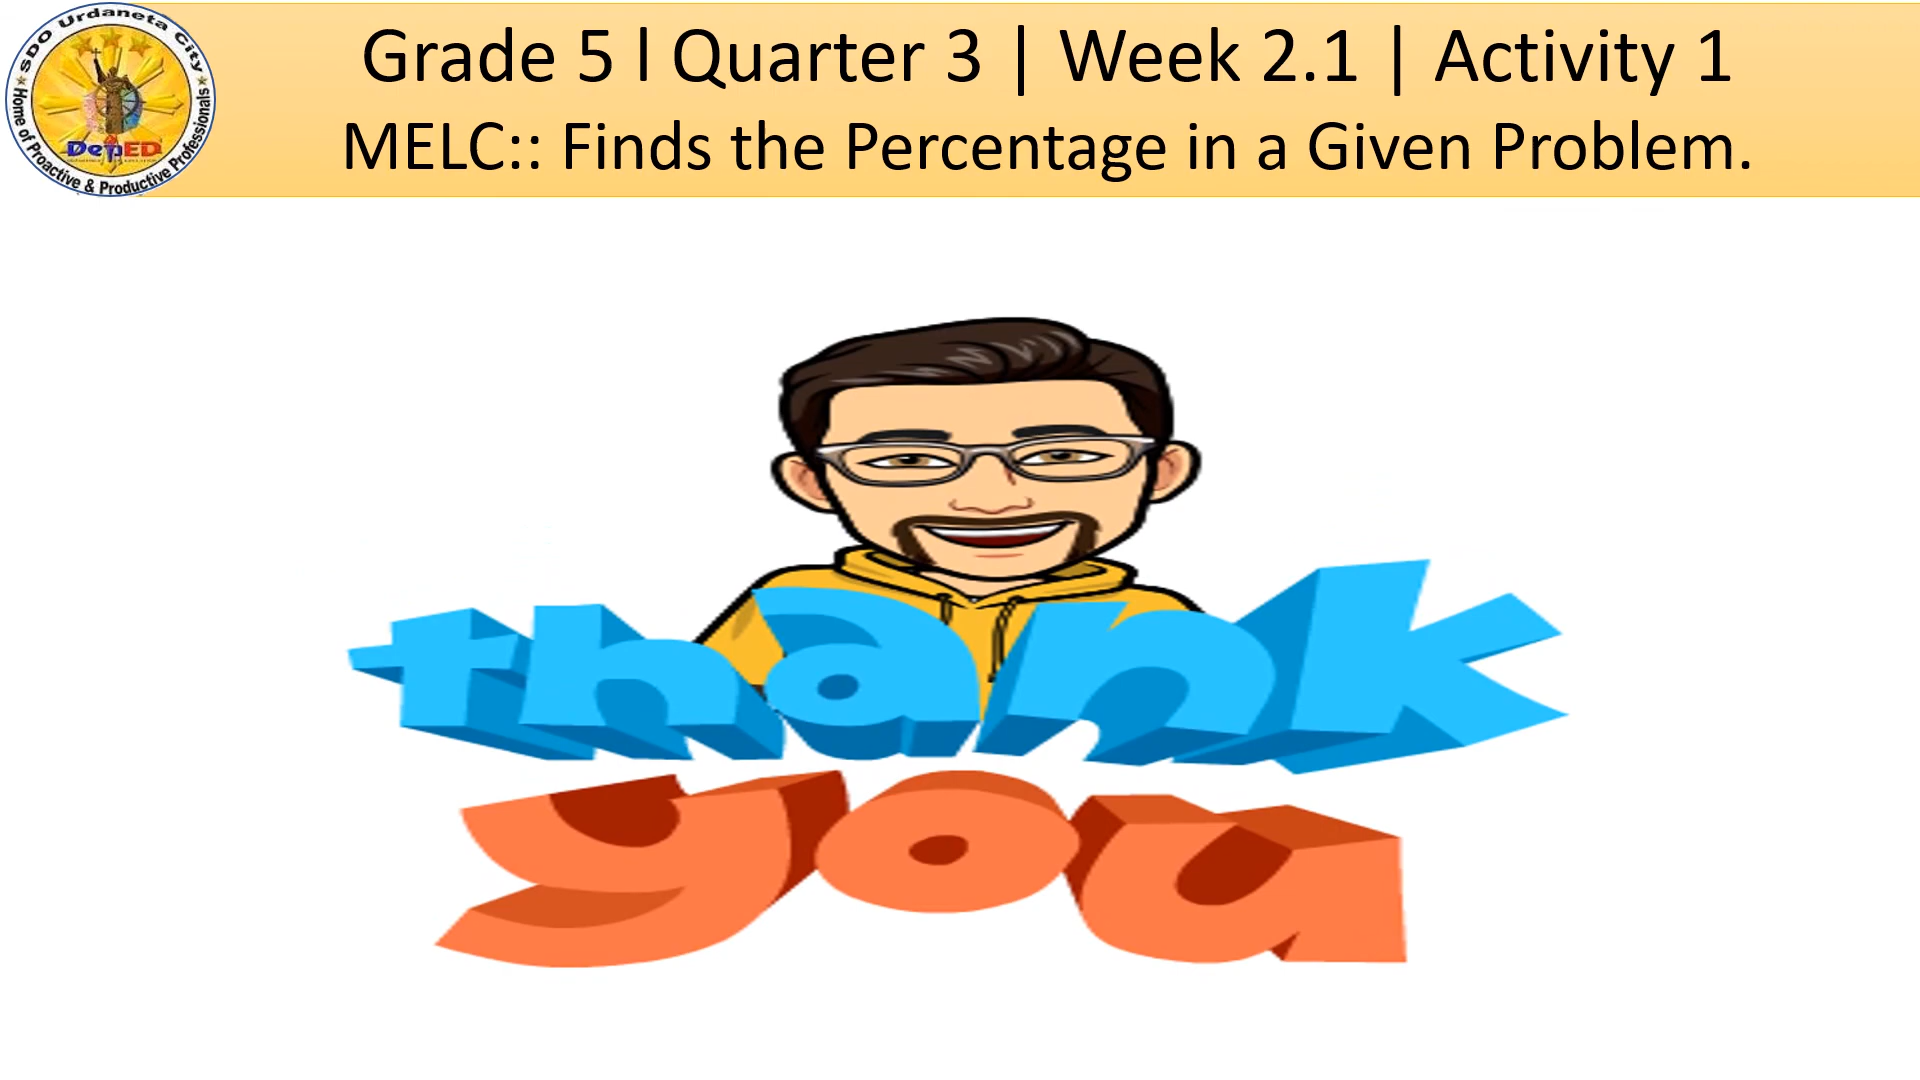 Grade 5 l Quarter 3 | Week 2.1 | Activity 1
MELC:: Finds the Percentage in a Given Problem.
SDO Urdaneta City
DepED
Home of Proactive & Productive Professionals
thank
you